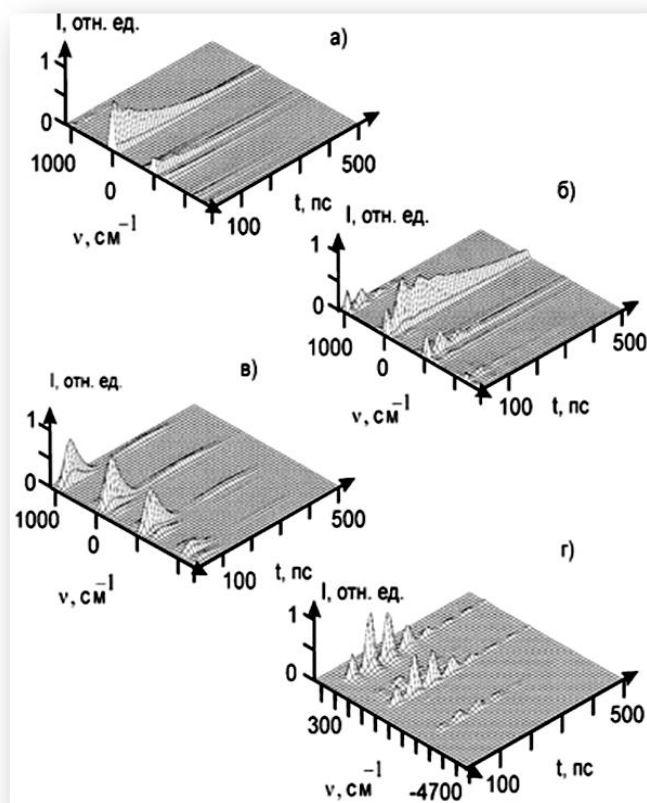 I, отн. ед.
а)
1
0
1000
0
500
t, пс
100
ν, см⁻¹
б)
I, отн. ед.
1
0
1000
0
500
t, пс
100
ν, см⁻¹
в)
I, отн. ед.
1
0
1000
0
500
t, пс
100
ν, см⁻¹
г)
I, отн. ед.
1
0
300
500
t, пс
100
ν, см⁻¹
-4700